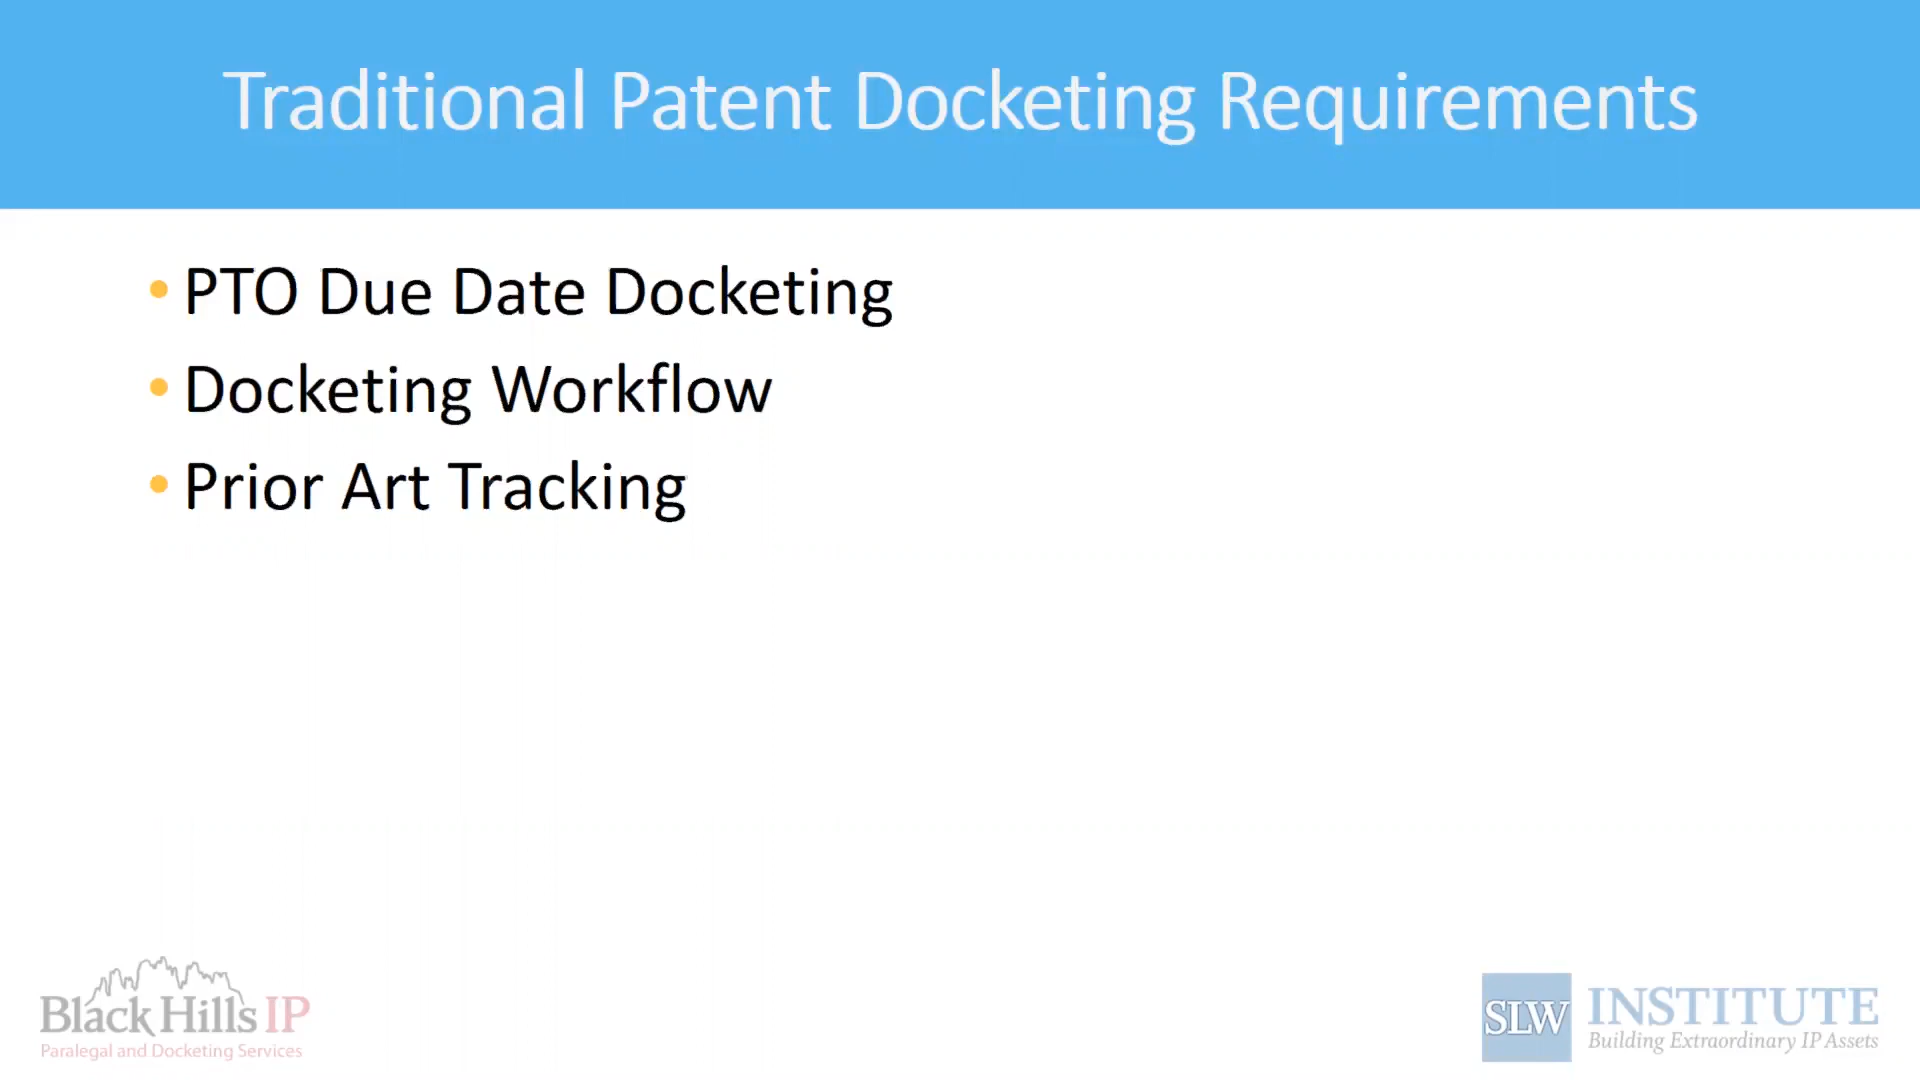 Traditional Patent Docketing Requirements
• PTO Due Date Docketing
• Docketing Workflow
• Prior Art Tracking
Black Hills IP
Paralegal and Docketing Services
SLW INSTITUTE
Building Extraordinary IP Assets